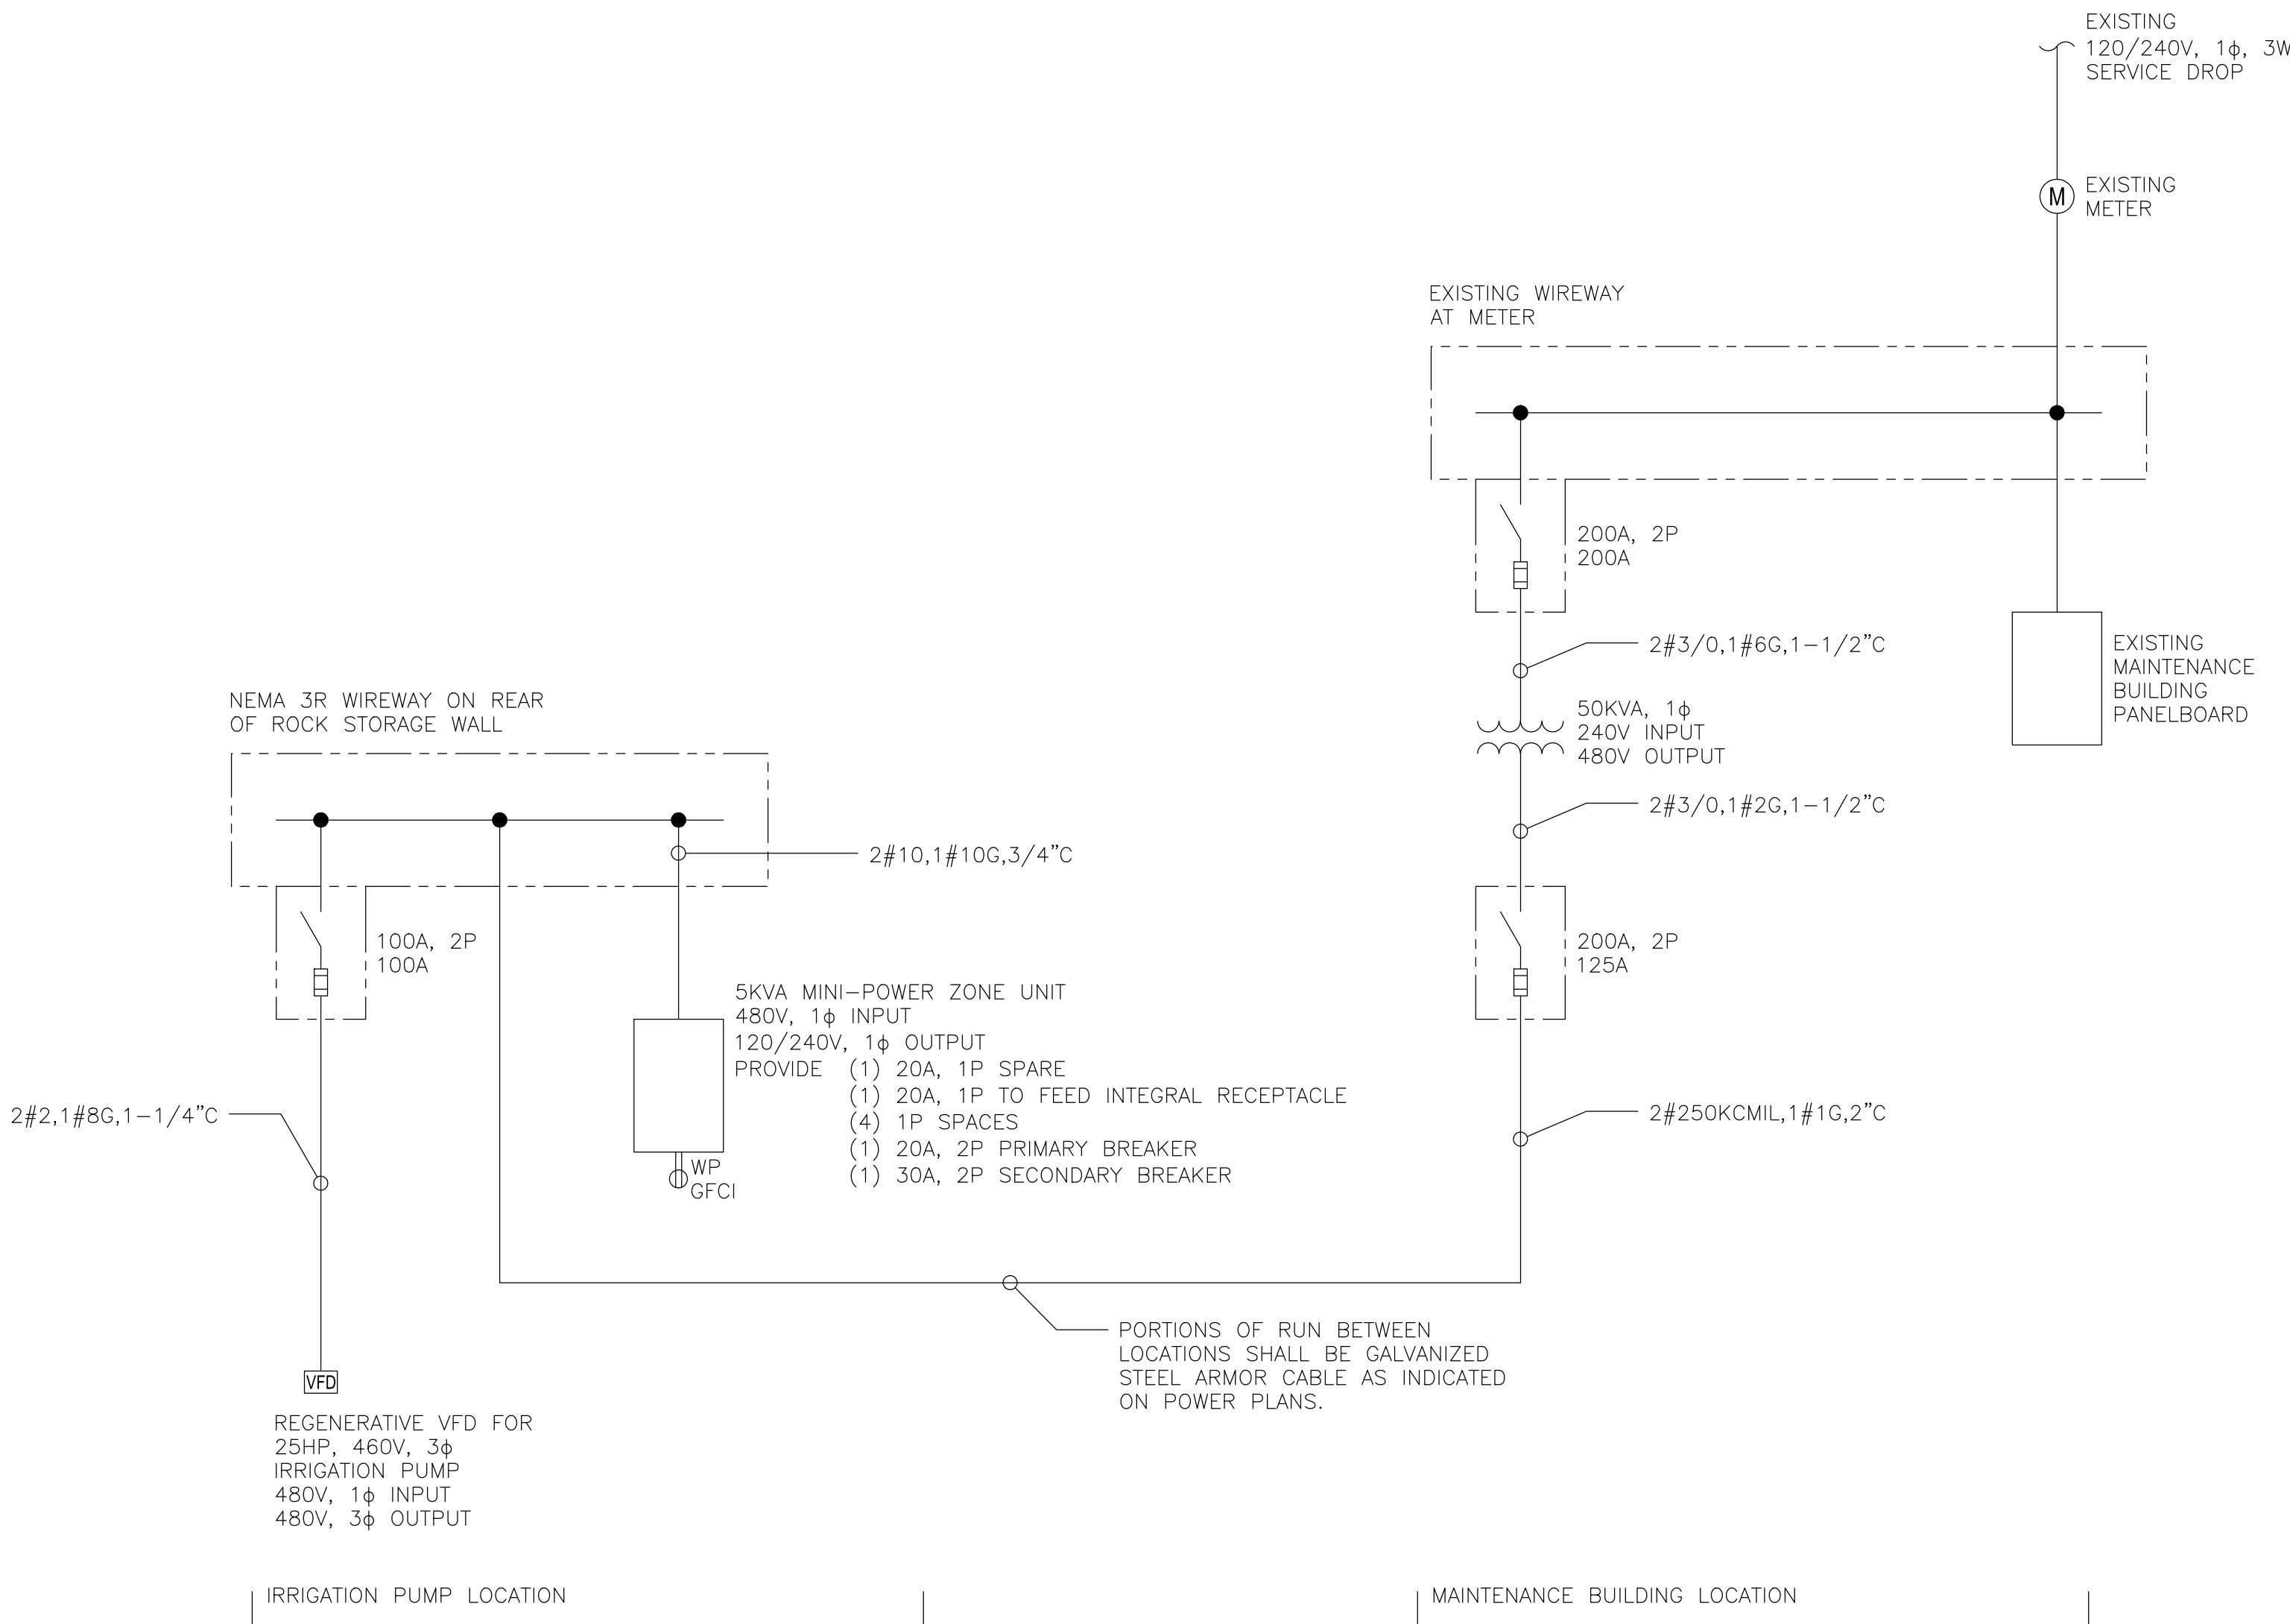 EXISTING
120/240V, 1ϕ, 3W
SERVICE DROP
M
EXISTING
METER
EXISTING WIREWAY
AT METER
200A, 2P
200A
2#3/0,1#6G,1-1/2"C
EXISTING
MAINTENANCE
BUILDING
PANELBOARD
50KVA, 1ϕ
240V INPUT
480V OUTPUT
2#3/0,1#2G,1-1/2"C
200A, 2P
125A
2#250KCMIL,1#1G,2"C
NEMA 3R WIREWAY ON REAR
OF ROCK STORAGE WALL
2#10,1#10G,3/4"C
100A, 2P
100A
5KVA MINI-POWER ZONE UNIT
480V, 1ϕ INPUT
120/240V, 1ϕ OUTPUT
PROVIDE (1) 20A, 1P SPARE
(1) 20A, 1P TO FEED INTEGRAL RECEPTACLE
(4) 1P SPACES
(1) 20A, 2P PRIMARY BREAKER
(1) 30A, 2P SECONDARY BREAKER
WP
GFCI
2#2,1#8G,1-1/4"C
PORTIONS OF RUN BETWEEN
LOCATIONS SHALL BE GALVANIZED
STEEL ARMOR CABLE AS INDICATED
ON POWER PLANS.
VFD
REGENERATIVE VFD FOR
25HP, 460V, 3ϕ
IRRIGATION PUMP
480V, 1ϕ INPUT
480V, 3ϕ OUTPUT
IRRIGATION PUMP LOCATION
MAINTENANCE BUILDING LOCATION